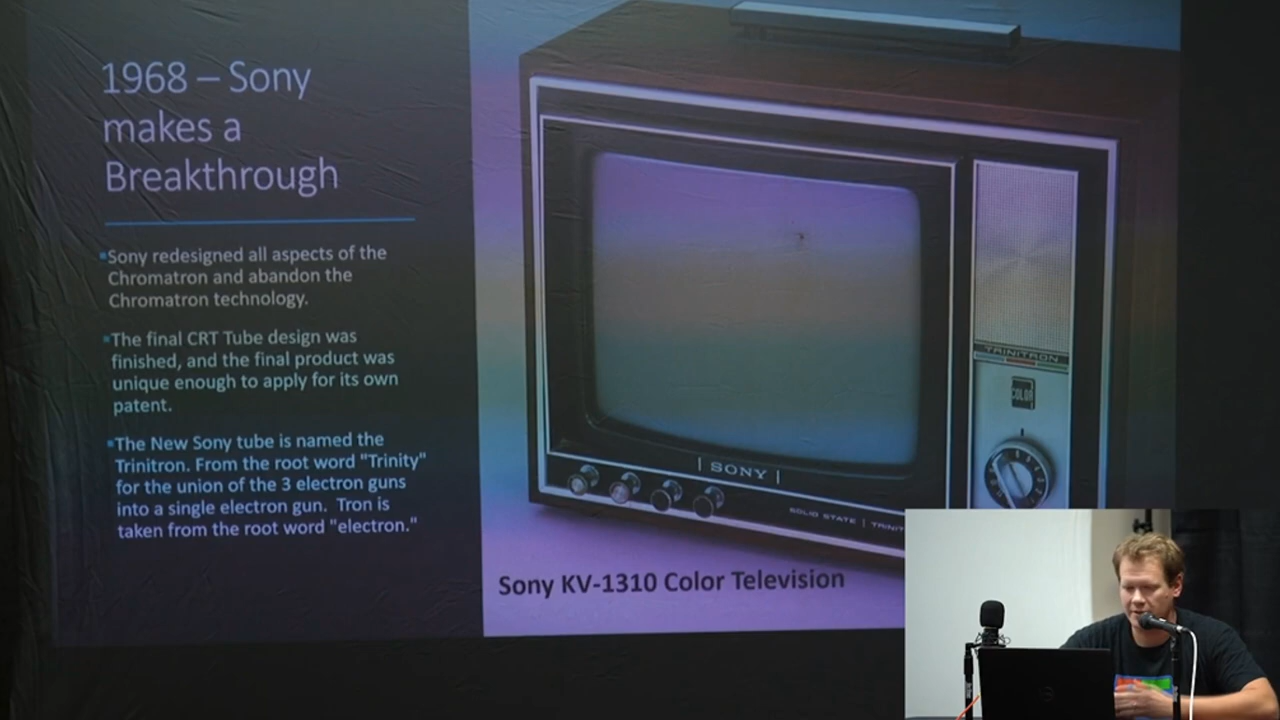 1968 – Sony
makes a
Breakthrough
Sony redesigned all aspects of the
Chromatron and abandon the
Chromatron technology.
The final CRT Tube design was
finished, and the final product was
unique enough to apply for its own
patent.
The New Sony tube is named the
Trinitron. From the root word "Trinity"
for the union of the 3 electron guns
into a single electron gun. Tron is
taken from the root word "electron."
TRINITRON
COLOR
SONY
SOLID STATE | TRINIT
Sony KV-1310 Color Television